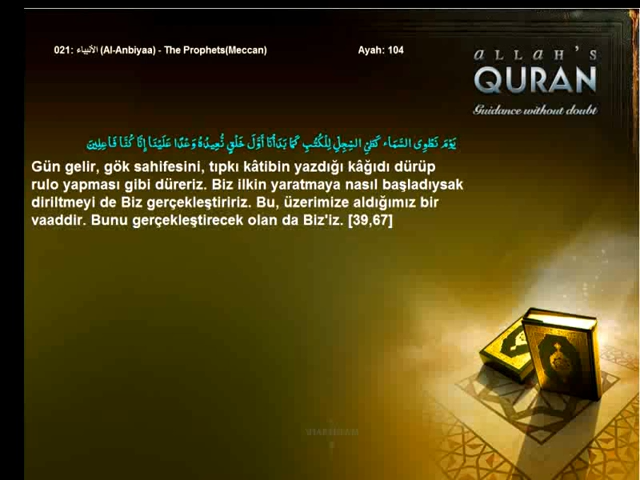 021: الأنبياء (Al-Anbiyaa) - The Prophets(Meccan)
Ayah: 104
ALLAH'S
QURAN
Guidance without doubt
يَوْمَ نَطْوِي السَّمَاء كَطَيِّ السِّجِلِّ لِلْكُتُبِ كَمَا بَدَأْنَا أَوَّلَ خَلْقٍ نُّعِيدُهُ وَعْدًا عَلَيْنَا إِنَّا كُنَّا فَاعِلِينَ
Gün gelir, gök sahifesini, tıpkı kâtibin yazdığı kâğıdı dürüp
rulo yapması gibi düreriz. Biz ilkin yaratmaya nasıl başladıysak
diriltmeyi de Biz gerçekleştiririz. Bu, üzerimize aldığımız bir
vaaddir. Bunu gerçekleştirecek olan da Biz'iz. [39,67]